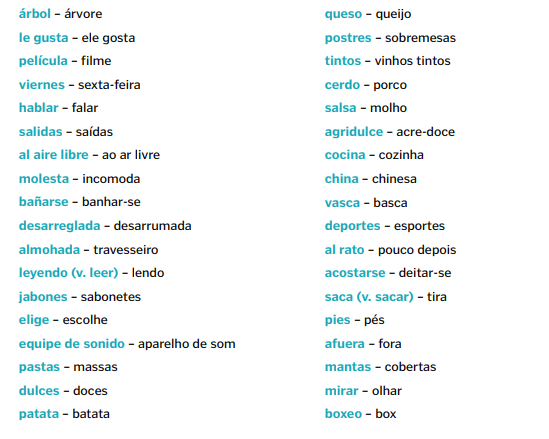 árbol – árvore
le gusta – ele gosta
película – filme
viernes – sexta-feira
hablar – falar
salidas – saídas
al aire libre – ao ar livre
molesta – incomoda
bañarse – banhar-se
desarreglada – desarrumada
almohada – travesseiro
leyendo (v. leer) – lendo
jabones – sabonetes
elige – escolhe
equipe de sonido – aparelho de som
pastas – massas
dulces – doces
patata – batata
queso – queijo
postres – sobremesas
tintos – vinhos tintos
cerdo – porco
salsa – molho
agridulce – acre-doce
cocina – cozinha
china – chinesa
vasca – basca
deportes – esportes
al rato – pouco depois
acostarse – deitar-se
saca (v. sacar) – tira
pies – pés
afuera – fora
mantas – cobertas
mirar – olhar
boxeo – box